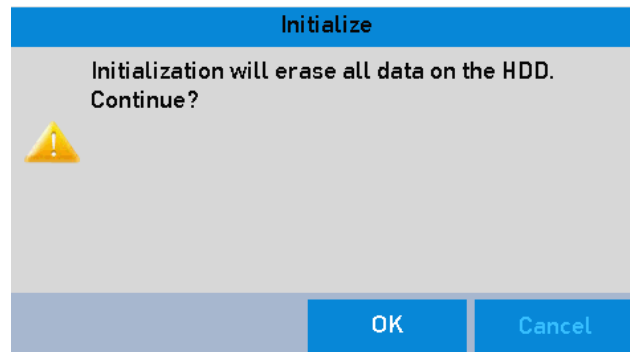 Initialize
Initialization will erase all data on the HDD.
Continue?
OK
Cancel